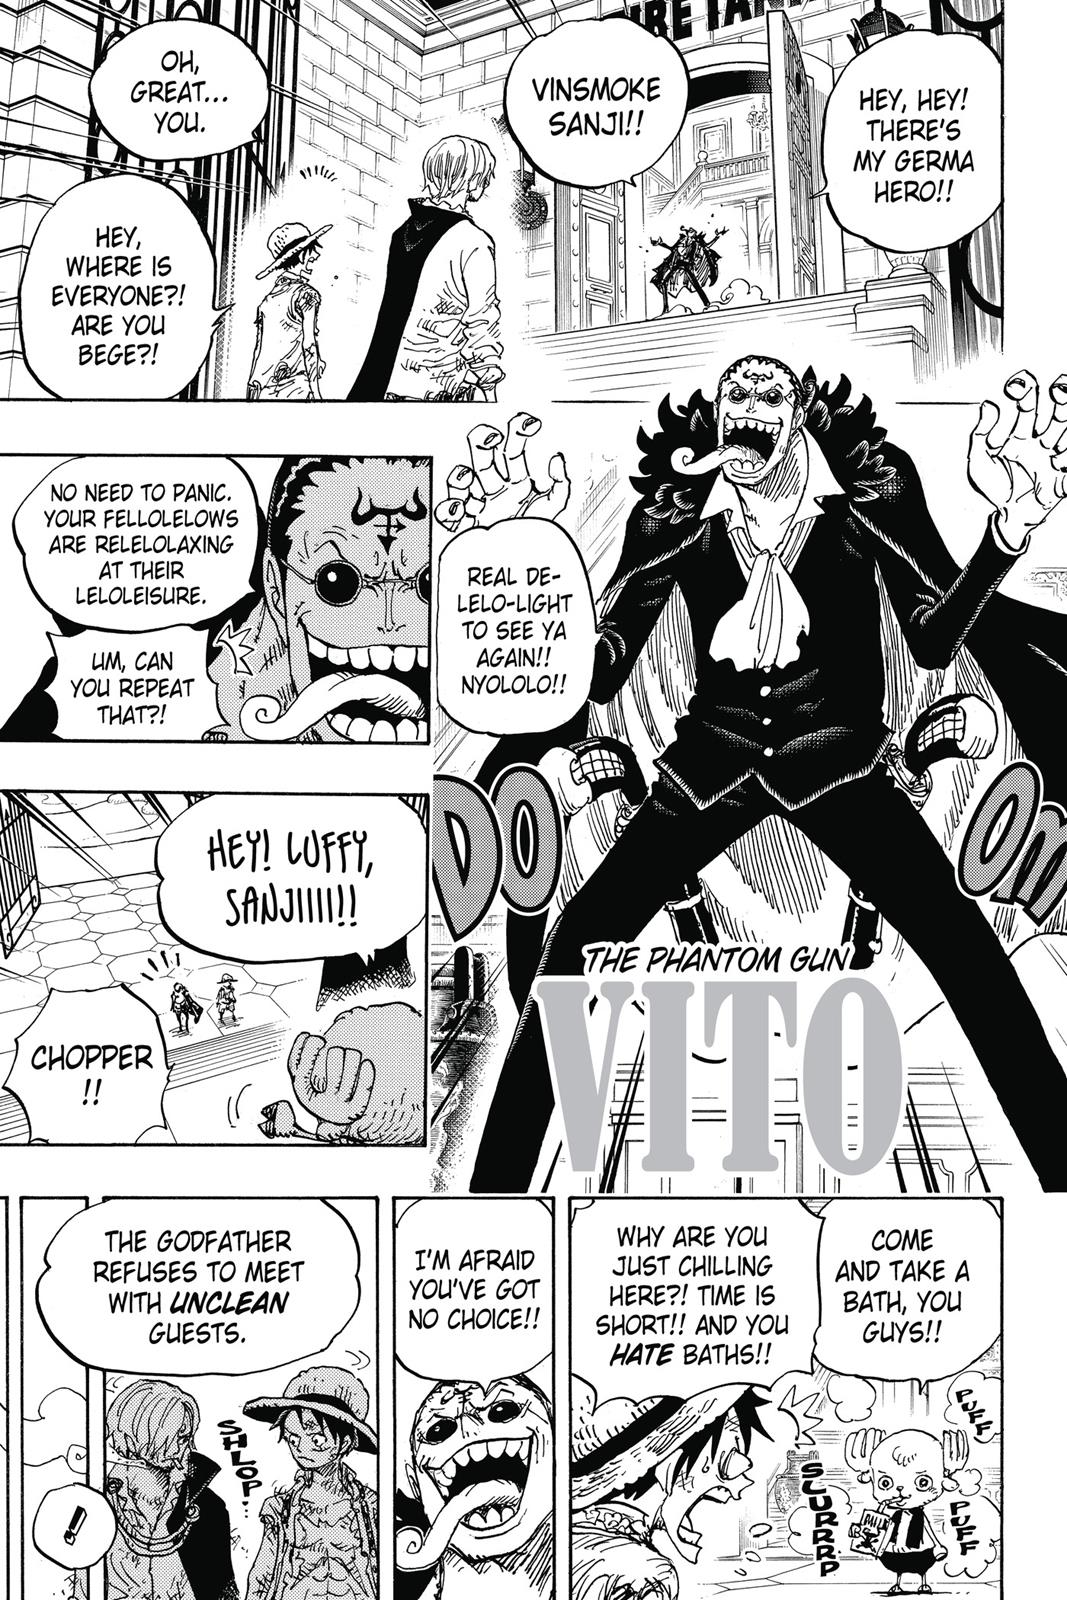 HEY, HEY!
THERE'S
MY GERMA
HERO!!
VINSMOKE
SANJI!!
OH,
GREAT...
YOU.
HEY,
WHERE IS
EVERYONE?!
ARE YOU
BEGE?!
REAL DE-
LELO-LIGHT
TO SEE YA
AGAIN!!
NYOLOLO!!
DO
OM
THE PHANTOM GUN
VITO
NO NEED TO PANIC.
YOUR FELLOLELOWS
ARE RELELOLAXING
AT THEIR
LELOLEISURE.
UM, CAN
YOU REPEAT
THAT?!
HEY! LUFFY,
SANJIIII!!
CHOPPER
!!
COME
AND TAKE A
BATH, YOU
GUYS!!
PUFF
PUFF
SLURRRP
WHY ARE YOU
JUST CHILLING
HERE?! TIME IS
SHORT!! AND YOU
HATE BATHS!!
I'M AFRAID
YOU'VE GOT
NO CHOICE!!
THE GODFATHER
REFUSES TO MEET
WITH UNCLEAN
GUESTS.
SHLOP...
!